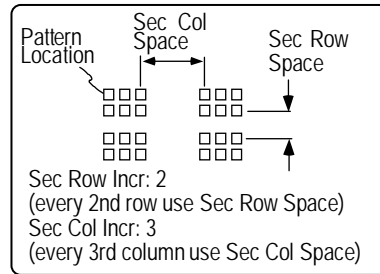 Pattern
Location
Sec Col
Space
Sec Row
Space
Sec Row Incr: 2
(every 2nd row use Sec Row Space)
Sec Col Incr: 3
(every 3rd column use Sec Col Space)